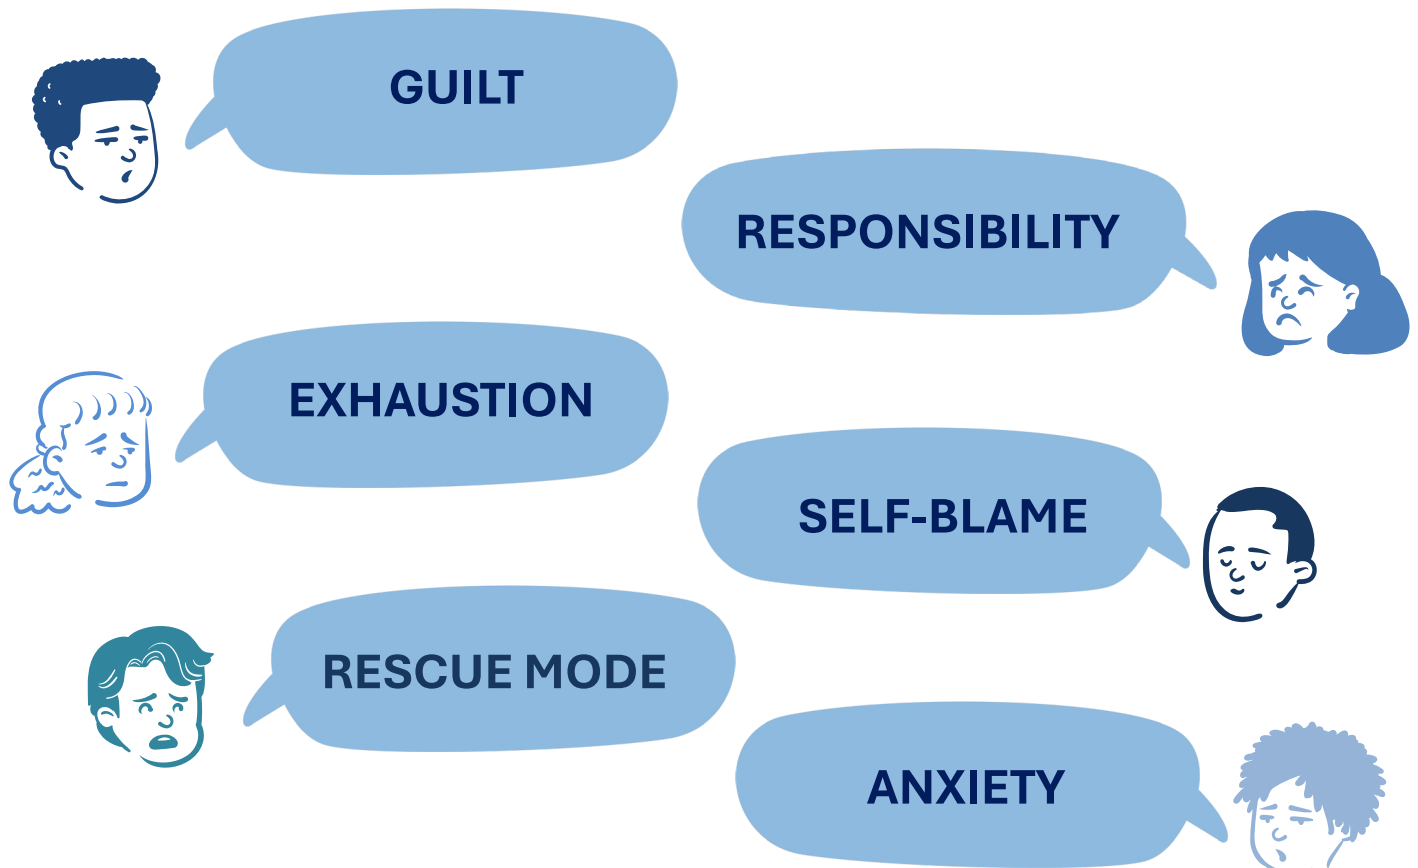 GUILT
RESPONSIBILITY
EXHAUSTION
SELF-BLAME
RESCUE MODE
ANXIETY